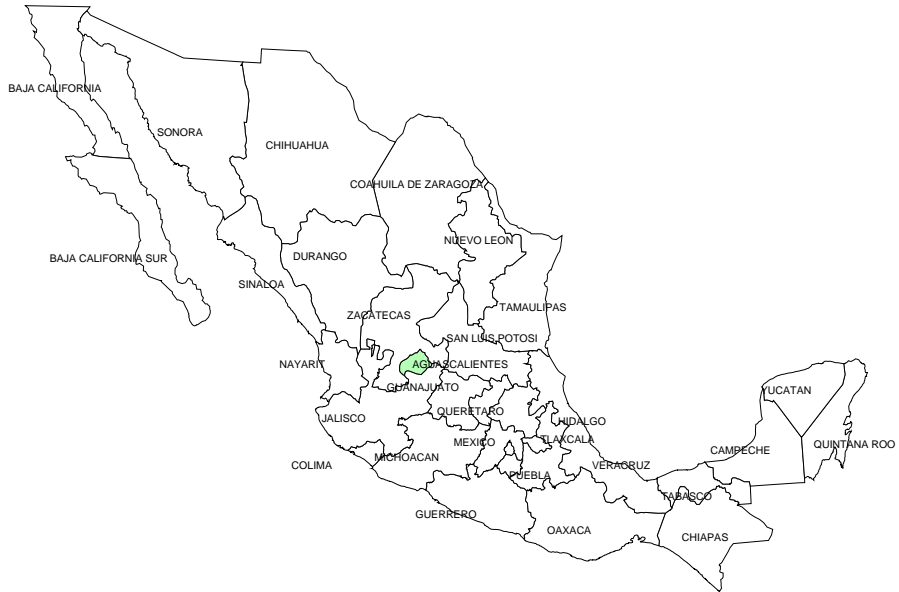 BAJA CALIFORNIA
SONORA
CHIHUAHUA
COAHUILA DE ZARAGOZA
NUEVO LEON
DURANGO
BAJA CALIFORNIA SUR
SINALOA
TAMAULIPAS
ZACATECAS
SAN LUIS POTOSI
NAYARIT
AGUASCALIENTES
GUANAJUATO
YUCATAN
QUERETARO
JALISCO
HIDALGO
TLAXCALA
MEXICO
QUINTANA ROO
CAMPECHE
MICHOACAN
COLIMA
VERACRUZ
PUEBLA
TABASCO
GUERRERO
OAXACA
CHIAPAS